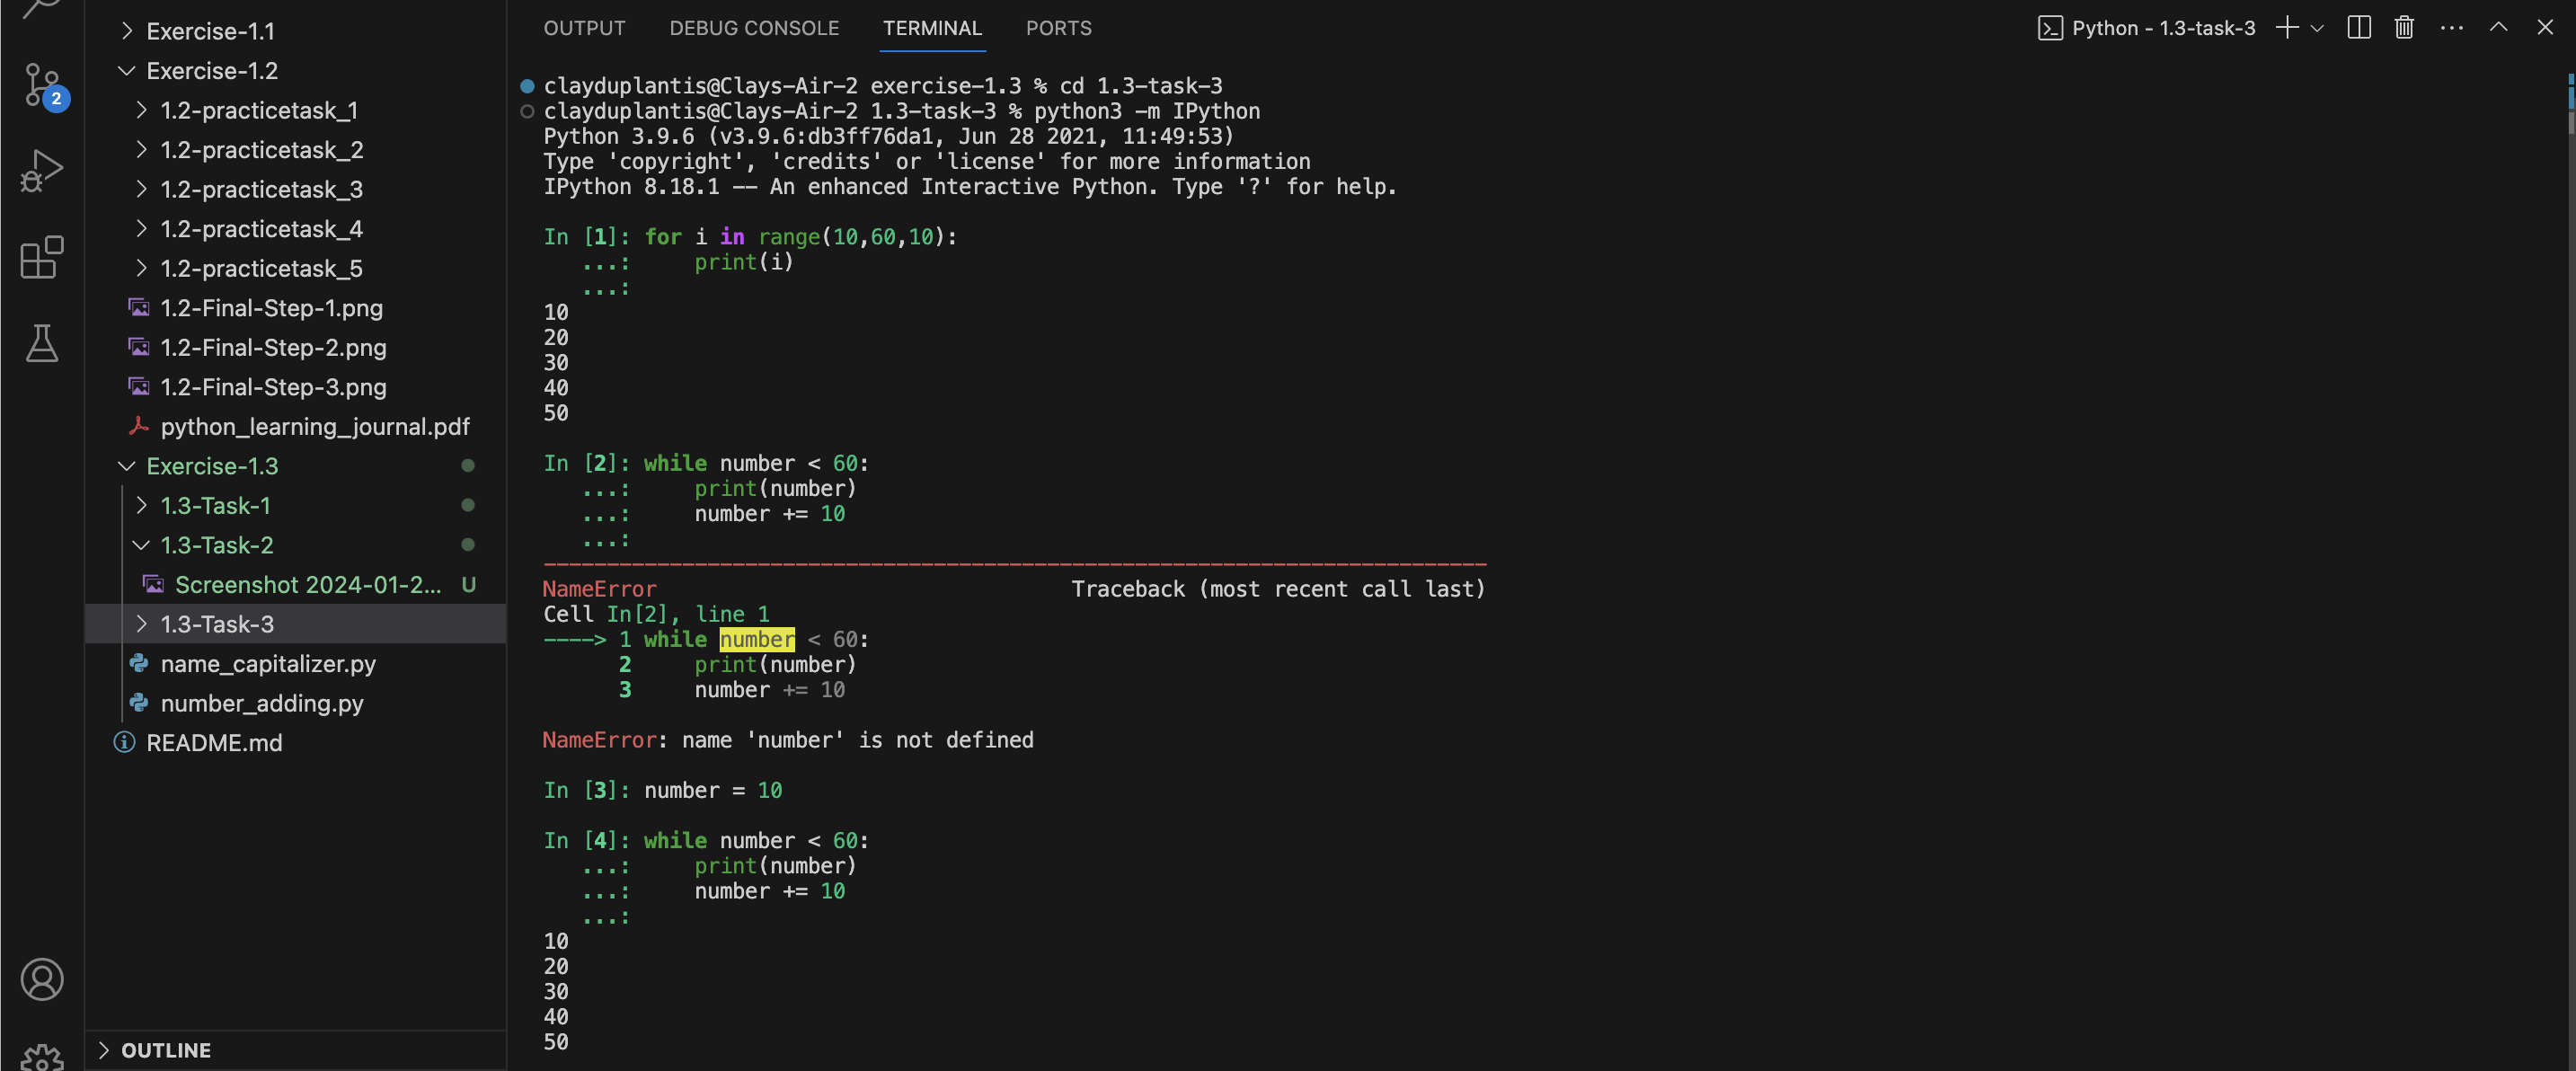 2
Exercise-1.1
Exercise-1.2
1.2-practicetask_1
1.2-practicetask_2
1.2-practicetask_3
1.2-practicetask_4
1.2-practicetask_5
1.2-Final-Step-1.png
1.2-Final-Step-2.png
1.2-Final-Step-3.png
python_learning_journal.pdf
Exercise-1.3
1.3-Task-1
1.3-Task-2
Screenshot 2024-01-2... U
1.3-Task-3
name_capitalizer.py
number_adding.py
README.md
OUTLINE
OUTPUT DEBUG CONSOLE TERMINAL PORTS
Python - 1.3-task-3
clayduplantis@Clays-Air-2 exercise-1.3 % cd 1.3-task-3
clayduplantis@Clays-Air-2 1.3-task-3 % python3 -m IPython
Python 3.9.6 (v3.9.6:db3ff76da1, Jun 28 2021, 11:49:53)
Type 'copyright', 'credits' or 'license' for more information
IPython 8.18.1 -- An enhanced Interactive Python. Type '?' for help.
In [1]: for i in range(10,60,10):
   ...:     print(i)
   ...:
10
20
30
40
50
In [2]: while number < 60:
   ...:     print(number)
   ...:     number += 10
   ...:
---------------------------------------------------------------------------
NameError                                 Traceback (most recent call last)
Cell In[2], line 1
----> 1 while number < 60:
      2     print(number)
      3     number += 10
NameError: name 'number' is not defined
In [3]: number = 10
In [4]: while number < 60:
   ...:     print(number)
   ...:     number += 10
   ...:
10
20
30
40
50